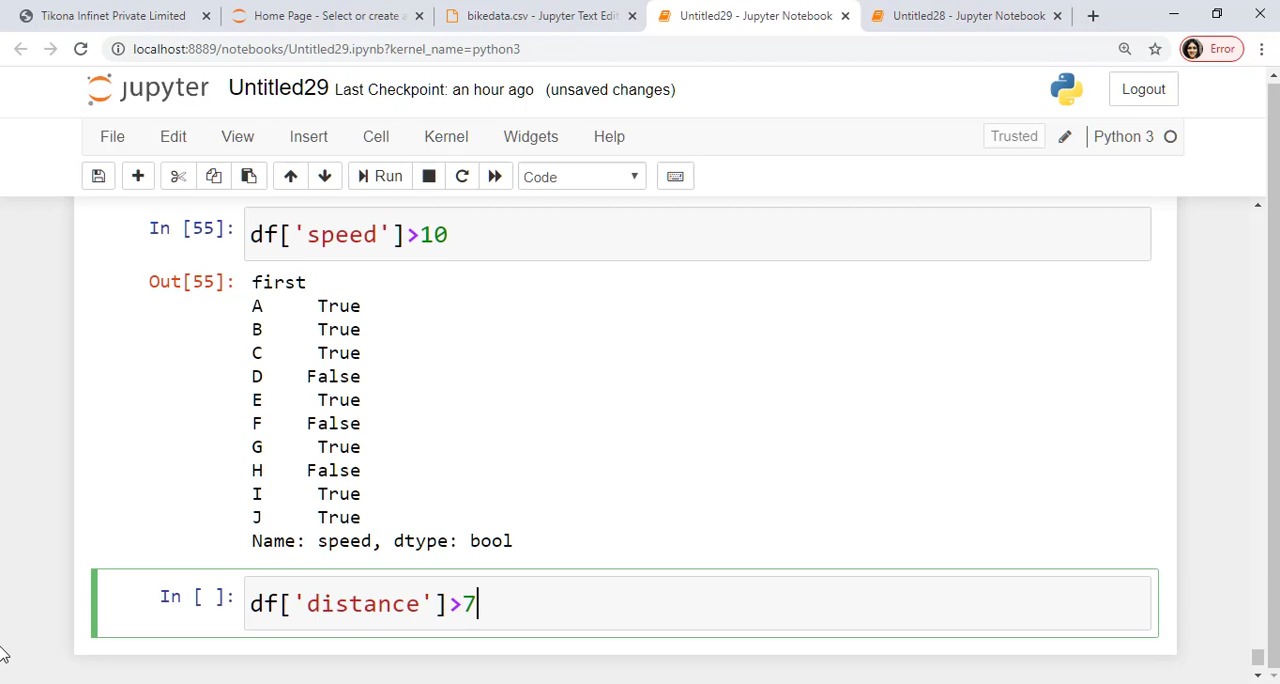 Tikona Infinet Private Limited
Home Page - Select or create a
bikedata.csv - Jupyter Text Edit
Untitled29 - Jupyter Notebook
Untitled28 - Jupyter Notebook
localhost:8889/notebooks/Untitled29.ipynb?kernel_name=python3
Error
jupyter Untitled29 Last Checkpoint: an hour ago (unsaved changes)
Logout
File Edit View Insert Cell Kernel Widgets Help
Trusted
Python 3
Run
Code
In [55]: df['speed']>10
Out[55]: first
A True
B True
C True
D False
E True
F False
G True
H False
I True
J True
Name: speed, dtype: bool
In [ ]: df['distance']>7